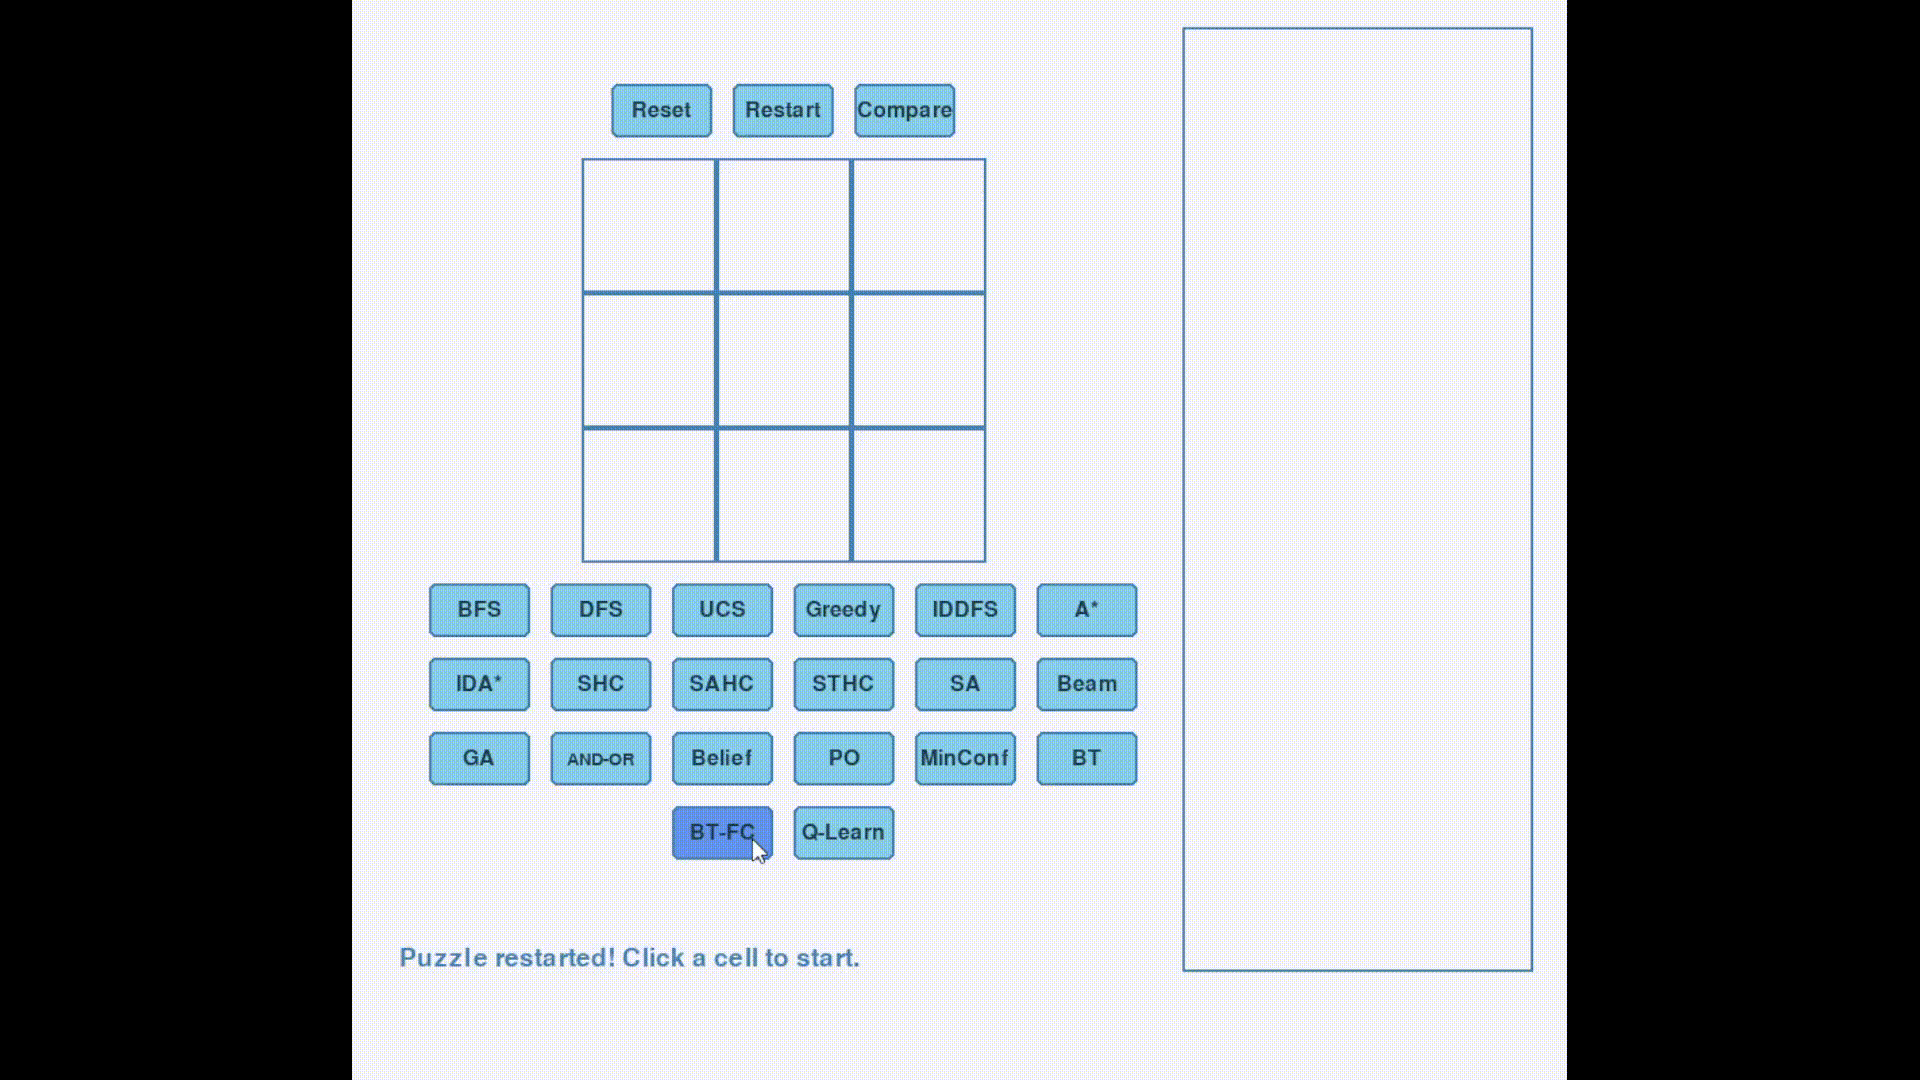 Reset Restart Compare
BFS DFS UCS Greedy IDDFS A*
IDA* SHC SAHC STHC SA Beam
GA AND-OR Belief PO MinConf BT
BT-FC Q-Learn
Puzzle restarted! Click a cell to start.